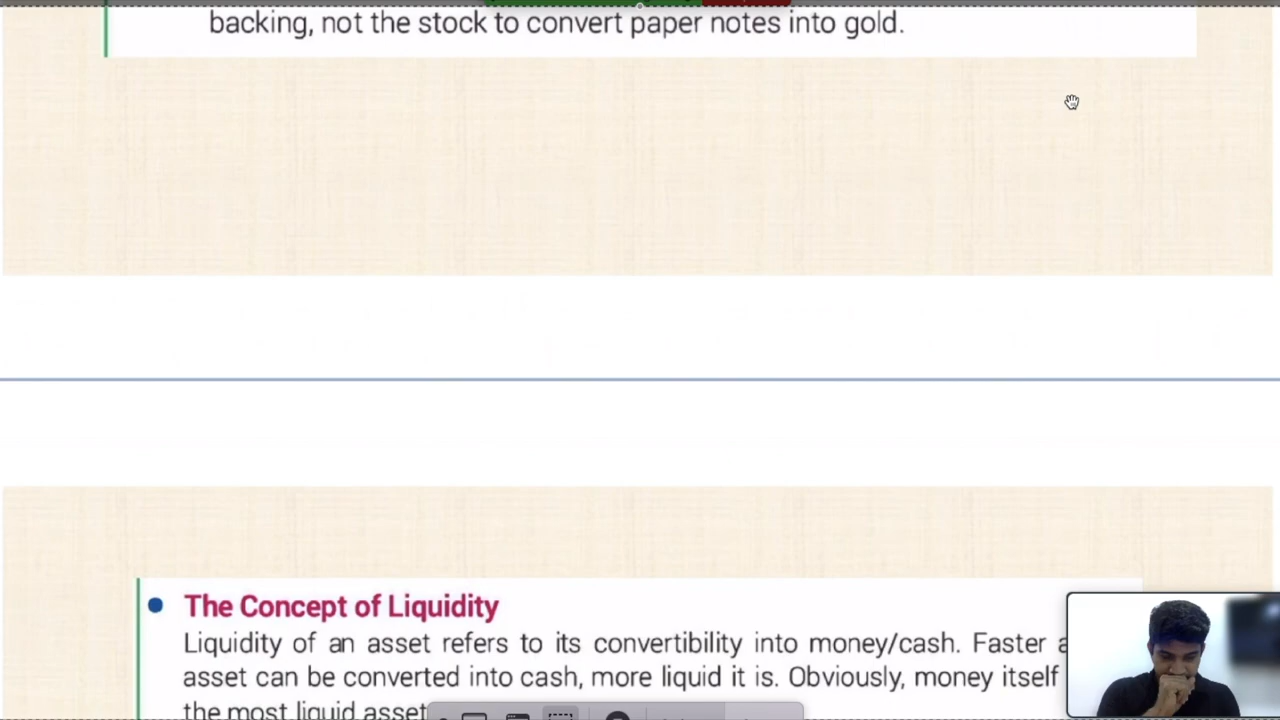 backing, not the stock to convert paper notes into gold.
The Concept of Liquidity
Liquidity of an asset refers to its convertibility into money/cash. Faster
asset can be converted into cash, more liquid it is. Obviously, money itself
the most liquid asset